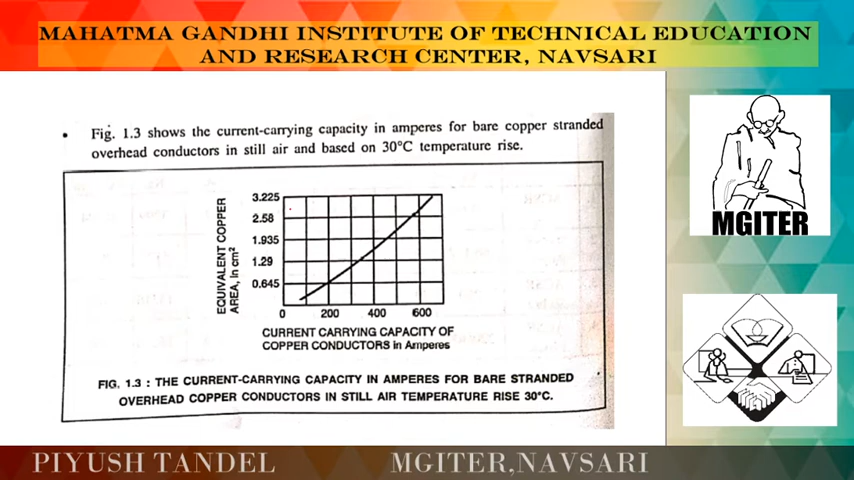 MAHATMA GANDHI INSTITUTE OF TECHNICAL EDUCATION
AND RESEARCH CENTER, NAVSARI
• Fig. 1.3 shows the current-carrying capacity in amperes for bare copper stranded
overhead conductors in still air and based on 30°C temperature rise.
EQUIVALENT COPPER
AREA, In cm²
3.225
2.58
1.935
1.29
0.645
0 200 400 600
CURRENT CARRYING CAPACITY OF
COPPER CONDUCTORS in Amperes
FIG. 1.3 : THE CURRENT-CARRYING CAPACITY IN AMPERES FOR BARE STRANDED
OVERHEAD COPPER CONDUCTORS IN STILL AIR TEMPERATURE RISE 30°C.
MGITER
PIYUSH TANDEL MGITER,NAVSARI